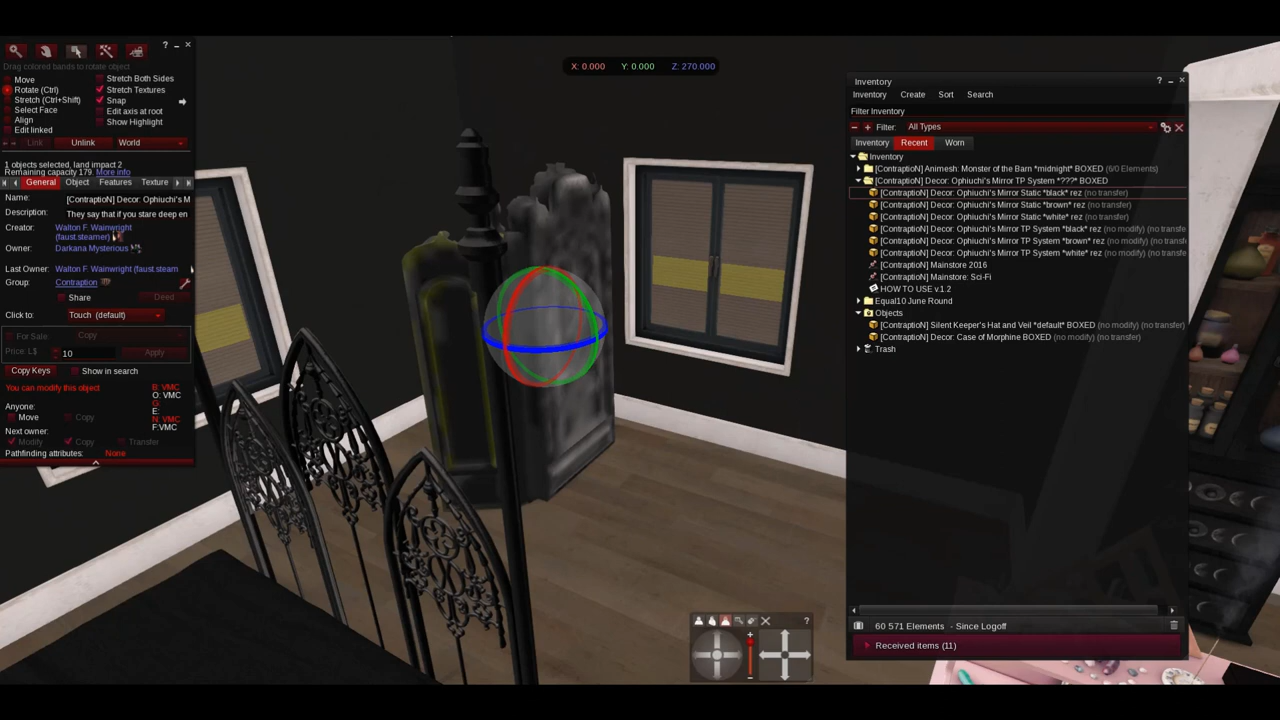 Drag colored bands to rotate object
Move
Rotate (Ctrl)
Stretch (Ctrl+Shift)
Select Face
Align
Edit linked
Stretch Both Sides
Stretch Textures
Snap
Edit axis at root
Show Highlight
Link
Unlink
World
1 objects selected, land impact 2
Remaining capacity 179. More info
General
Object
Features
Texture
Name: [ContraptioN] Decor: Ophiuchi's M
Description: They say that if you stare deep en
Creator: Walton F. Wainwright
(faust.steamer)
Owner: Darkana Mysterious
Last Owner: Walton F. Wainwright (faust.steam
Group: Contraption
Share
Deed
Click to: Touch (default)
For Sale
Copy
Price: L$ 10
Apply
Copy Keys
Show in search
You can modify this object
B: VMC
O: VMC
G:
E:
N: VMC
F:VMC
Anyone:
Move
Copy
Next owner:
Modify
Copy
Transfer
Pathfinding attributes: None
X: 0.000 Y: 0.000 Z: 270.000
Inventory
Inventory Create Sort Search
Filter Inventory
Filter: All Types
Inventory Recent Worn
Inventory
[ContraptioN] Animesh: Monster of the Barn *midnight* BOXED (6/0 Elements)
[ContraptioN] Decor: Ophiuchi's Mirror TP System *???* BOXED
[ContraptioN] Decor: Ophiuchi's Mirror Static *black* rez (no transfer)
[ContraptioN] Decor: Ophiuchi's Mirror Static *brown* rez (no transfer)
[ContraptioN] Decor: Ophiuchi's Mirror Static *white* rez (no transfer)
[ContraptioN] Decor: Ophiuchi's Mirror TP System *black* rez (no modify) (no transfe
[ContraptioN] Decor: Ophiuchi's Mirror TP System *brown* rez (no modify) (no transfe
[ContraptioN] Decor: Ophiuchi's Mirror TP System *white* rez (no modify) (no transfe
[ContraptioN] Mainstore 2016
[ContraptioN] Mainstore: Sci-Fi
HOW TO USE v.1.2
Equal10 June Round
Objects
[ContraptioN] Silent Keeper's Hat and Veil *default* BOXED (no modify) (no transfer)
[ContraptioN] Decor: Case of Morphine BOXED (no modify) (no transfer)
Trash
60 571 Elements - Since Logoff
Received items (11)